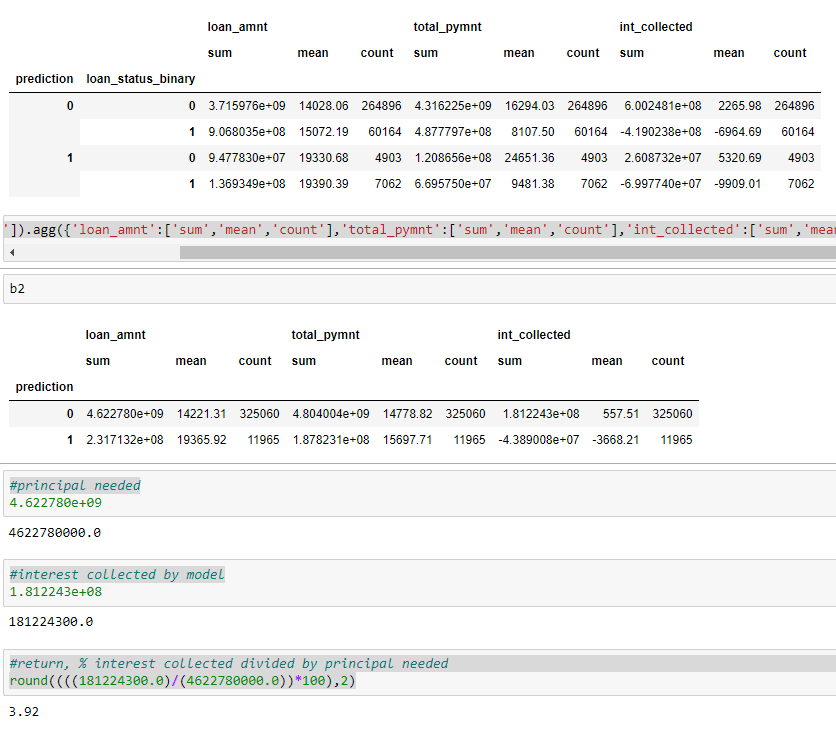 loan_amnt total_pymnt int_collected
sum mean count sum mean count sum mean count
prediction loan_status_binary
0 0 3.715976e+09 14028.06 264896 4.316225e+09 16294.03 264896 6.002481e+08 2265.98 264896
1 9.068035e+08 15072.19 60164 4.877797e+08 8107.50 60164 -4.190238e+08 -6964.69 60164
1 0 9.477830e+07 19330.68 4903 1.208656e+08 24651.36 4903 2.608732e+07 5320.69 4903
1 1.369349e+08 19390.39 7062 6.695750e+07 9481.38 7062 -6.997740e+07 -9909.01 7062
']).agg({'loan_amnt':['sum','mean','count'],'total_pymnt':['sum','mean','count'],'int_collected':['sum','mea
b2
loan_amnt total_pymnt int_collected
sum mean count sum mean count sum mean count
prediction
0 4.622780e+09 14221.31 325060 4.804004e+09 14778.82 325060 1.812243e+08 557.51 325060
1 2.317132e+08 19365.92 11965 1.878231e+08 15697.71 11965 -4.389008e+07 -3668.21 11965
#principal needed
4.622780e+09
4622780000.0
#interest collected by model
1.812243e+08
181224300.0
#return, % interest collected divided by principal needed
round((((181224300.0)/(4622780000.0))*100),2)
3.92